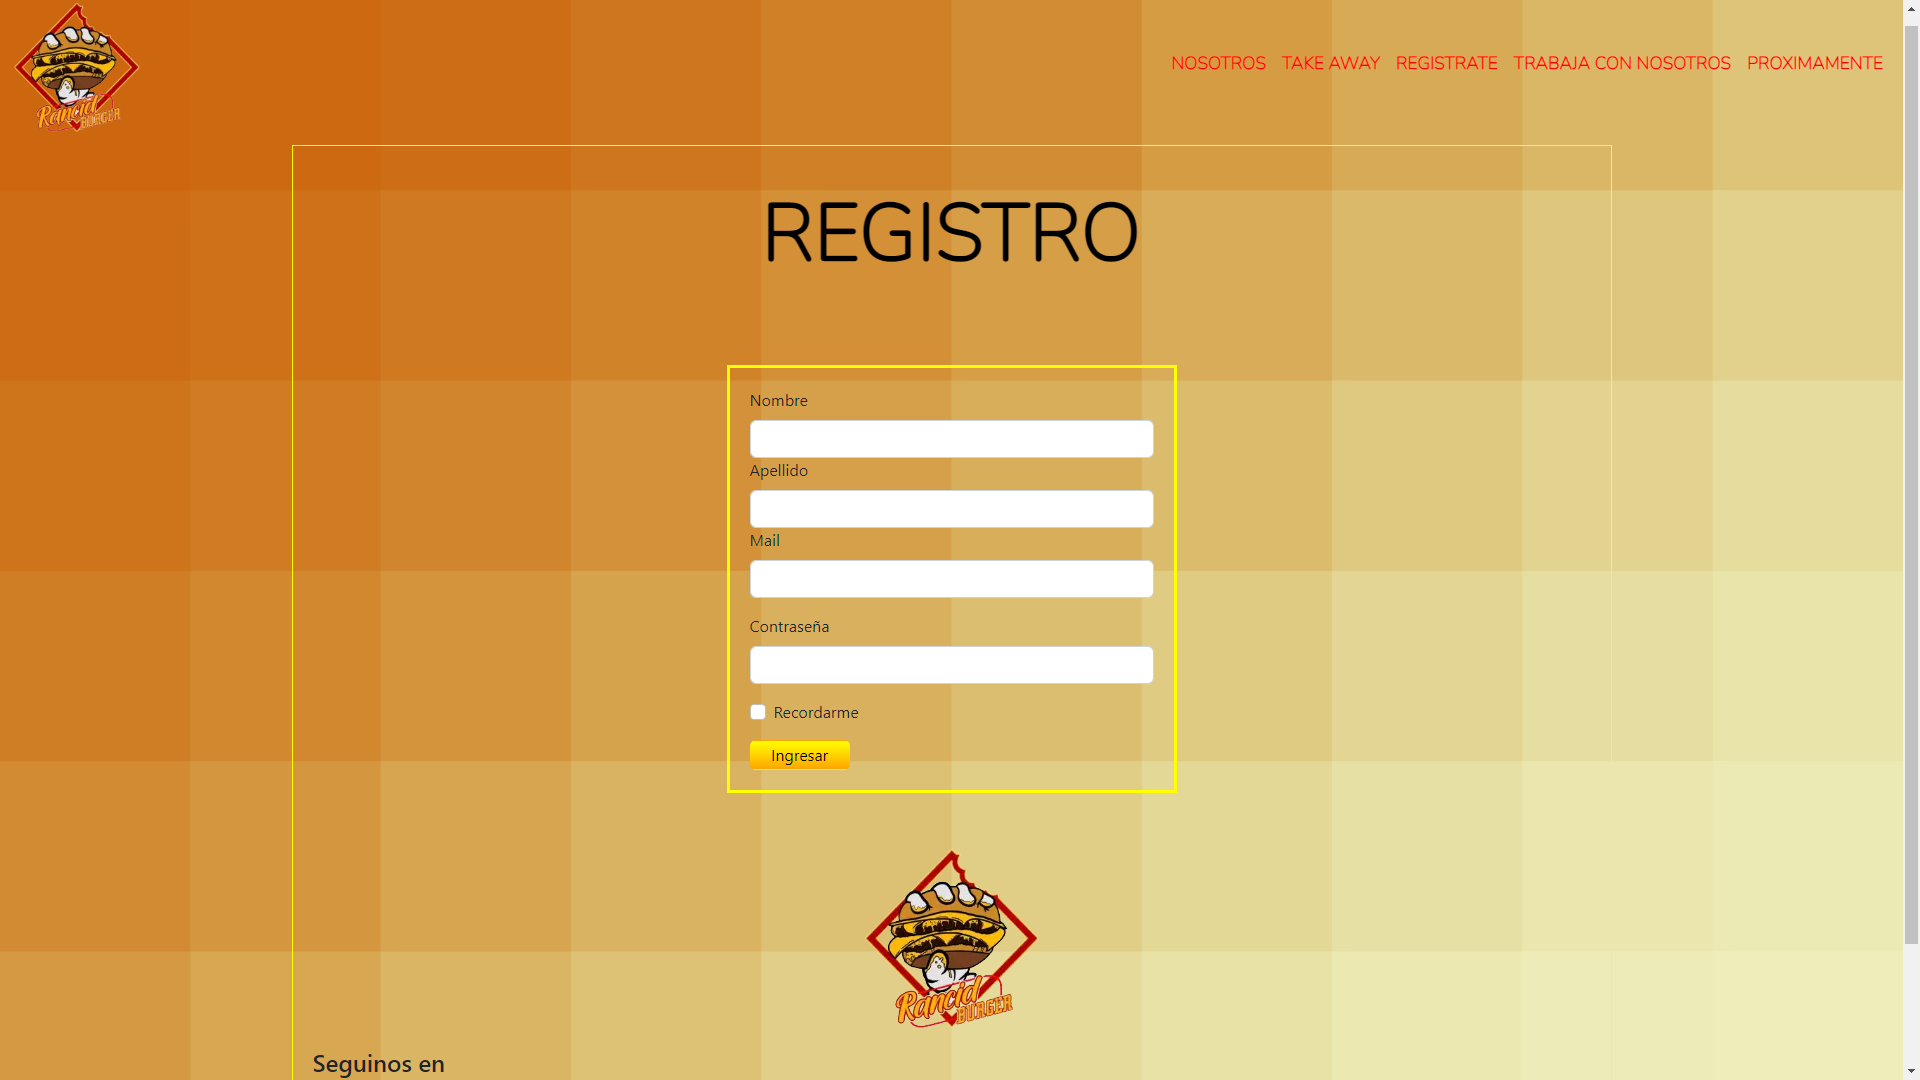 Rancid
BURGER
NOSOTROS TAKE AWAY REGISTRATE TRABAJA CON NOSOTROS PROXIMAMENTE
REGISTRO
Nombre
Apellido
Mail
Contraseña
Recordarme
Ingresar
Rancid
BURGER
Seguinos en